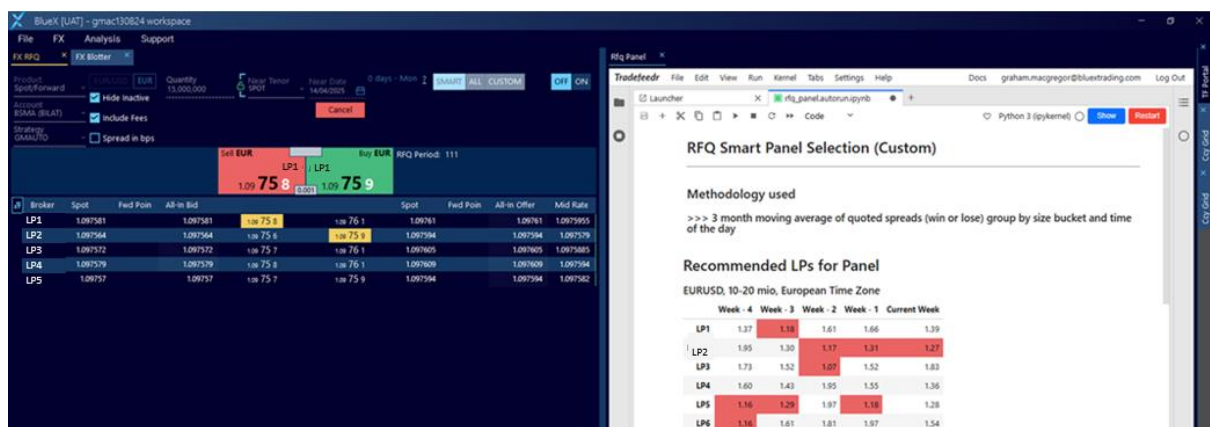 BlueX [UAT] - gmac130824 workspace
File FX Analysis Support
FX RFQ × FX Blotter ×
Product
Spot/Forward
EUR
Hide Inactive
Quantity
15,000,000
Near Tenor
SPOT
Near Date
14/04/2025
0 days - Mon
SMART ALL CUSTOM
OFF ON
Account
BSMA (BILAT)
Include Fees
Cancel
Strategy
GMAUTO
Spread in bps
Sell EUR
Buy EUR
RFQ Period: 111
LP1 LP1
1.09 75 8
0.001
1.09 75 9
Broker Spot Fwd Poin All-in Bid Spot Fwd Poin All-in Offer Mid Rate
LP1 1.097581 1.097581 1.09 75 8 1.09 76 1 1.09761 1.09761 1.0975955
LP2 1.097564 1.097564 1.09 75 6 1.09 75 9 1.097594 1.097594 1.097579
LP3 1.097572 1.097572 1.09 75 7 1.09 76 1 1.097605 1.097605 1.0975885
LP4 1.097579 1.097579 1.09 75 8 1.09 76 1 1.097609 1.097609 1.097594
LP5 1.09757 1.09757 1.09 75 7 1.09 75 9 1.097594 1.097594 1.097582
Rfq Panel ×
Tradefeedr File Edit View Run Kernel Tabs Settings Help Docs graham.macgregor@bluextrading.com Log Out
Launcher × rfq_panel.autorun.ipynb
Code Python 3 (ipykernel) Show Restart
RFQ Smart Panel Selection (Custom)
Methodology used
>>> 3 month moving average of quoted spreads (win or lose) group by size bucket and time
of the day
Recommended LPs for Panel
EURUSD, 10-20 mio, European Time Zone
Week - 4 Week - 3 Week - 2 Week - 1 Current Week
LP1 1.37 1.18 1.61 1.66 1.39
LP2 1.95 1.30 1.17 1.31 1.27
LP3 1.73 1.52 1.07 1.52 1.83
LP4 1.60 1.43 1.95 1.55 1.36
LP5 1.16 1.29 1.97 1.18 1.28
LP6 1.16 1.61 1.81 1.97 1.54
TF Portal
Ccy Grid
Ccy Grid